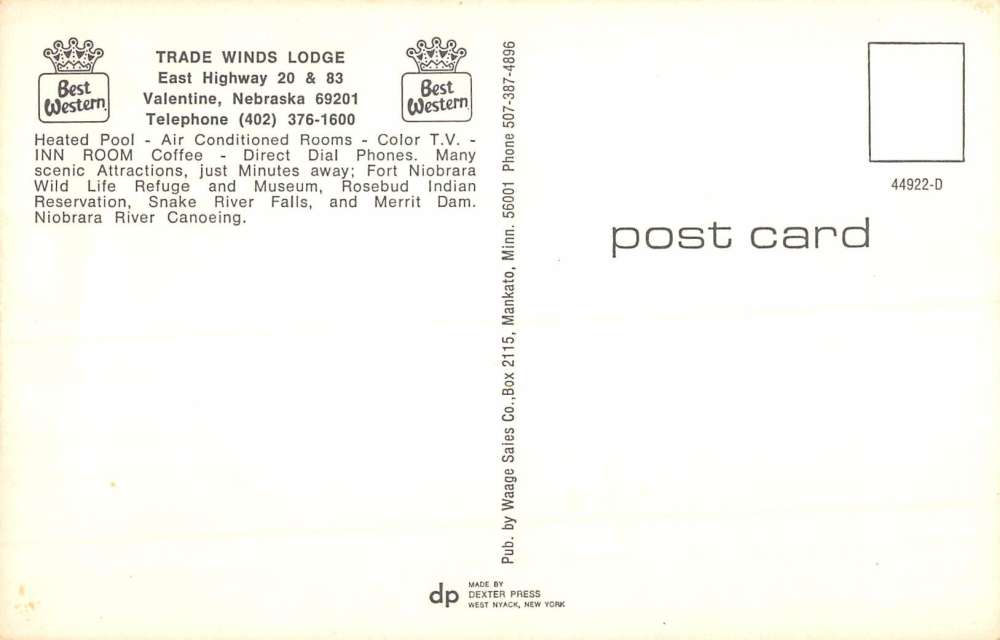 Best
Western
TRADE WINDS LODGE
East Highway 20 & 83
Valentine, Nebraska 69201
Telephone (402) 376-1600
Best
Western
Heated Pool - Air Conditioned Rooms - Color T.V. -
INN ROOM Coffee - Direct Dial Phones. Many
scenic Attractions, just Minutes away; Fort Niobrara
Wild Life Refuge and Museum, Rosebud Indian
Reservation, Snake River Falls, and Merrit Dam.
Niobrara River Canoeing.
Pub. by Waage Sales Co.,Box 2115, Mankato, Minn. 56001 Phone 507-387-4896
44922-D
post card
dp
MADE BY
DEXTER PRESS
WEST NYACK, NEW YORK